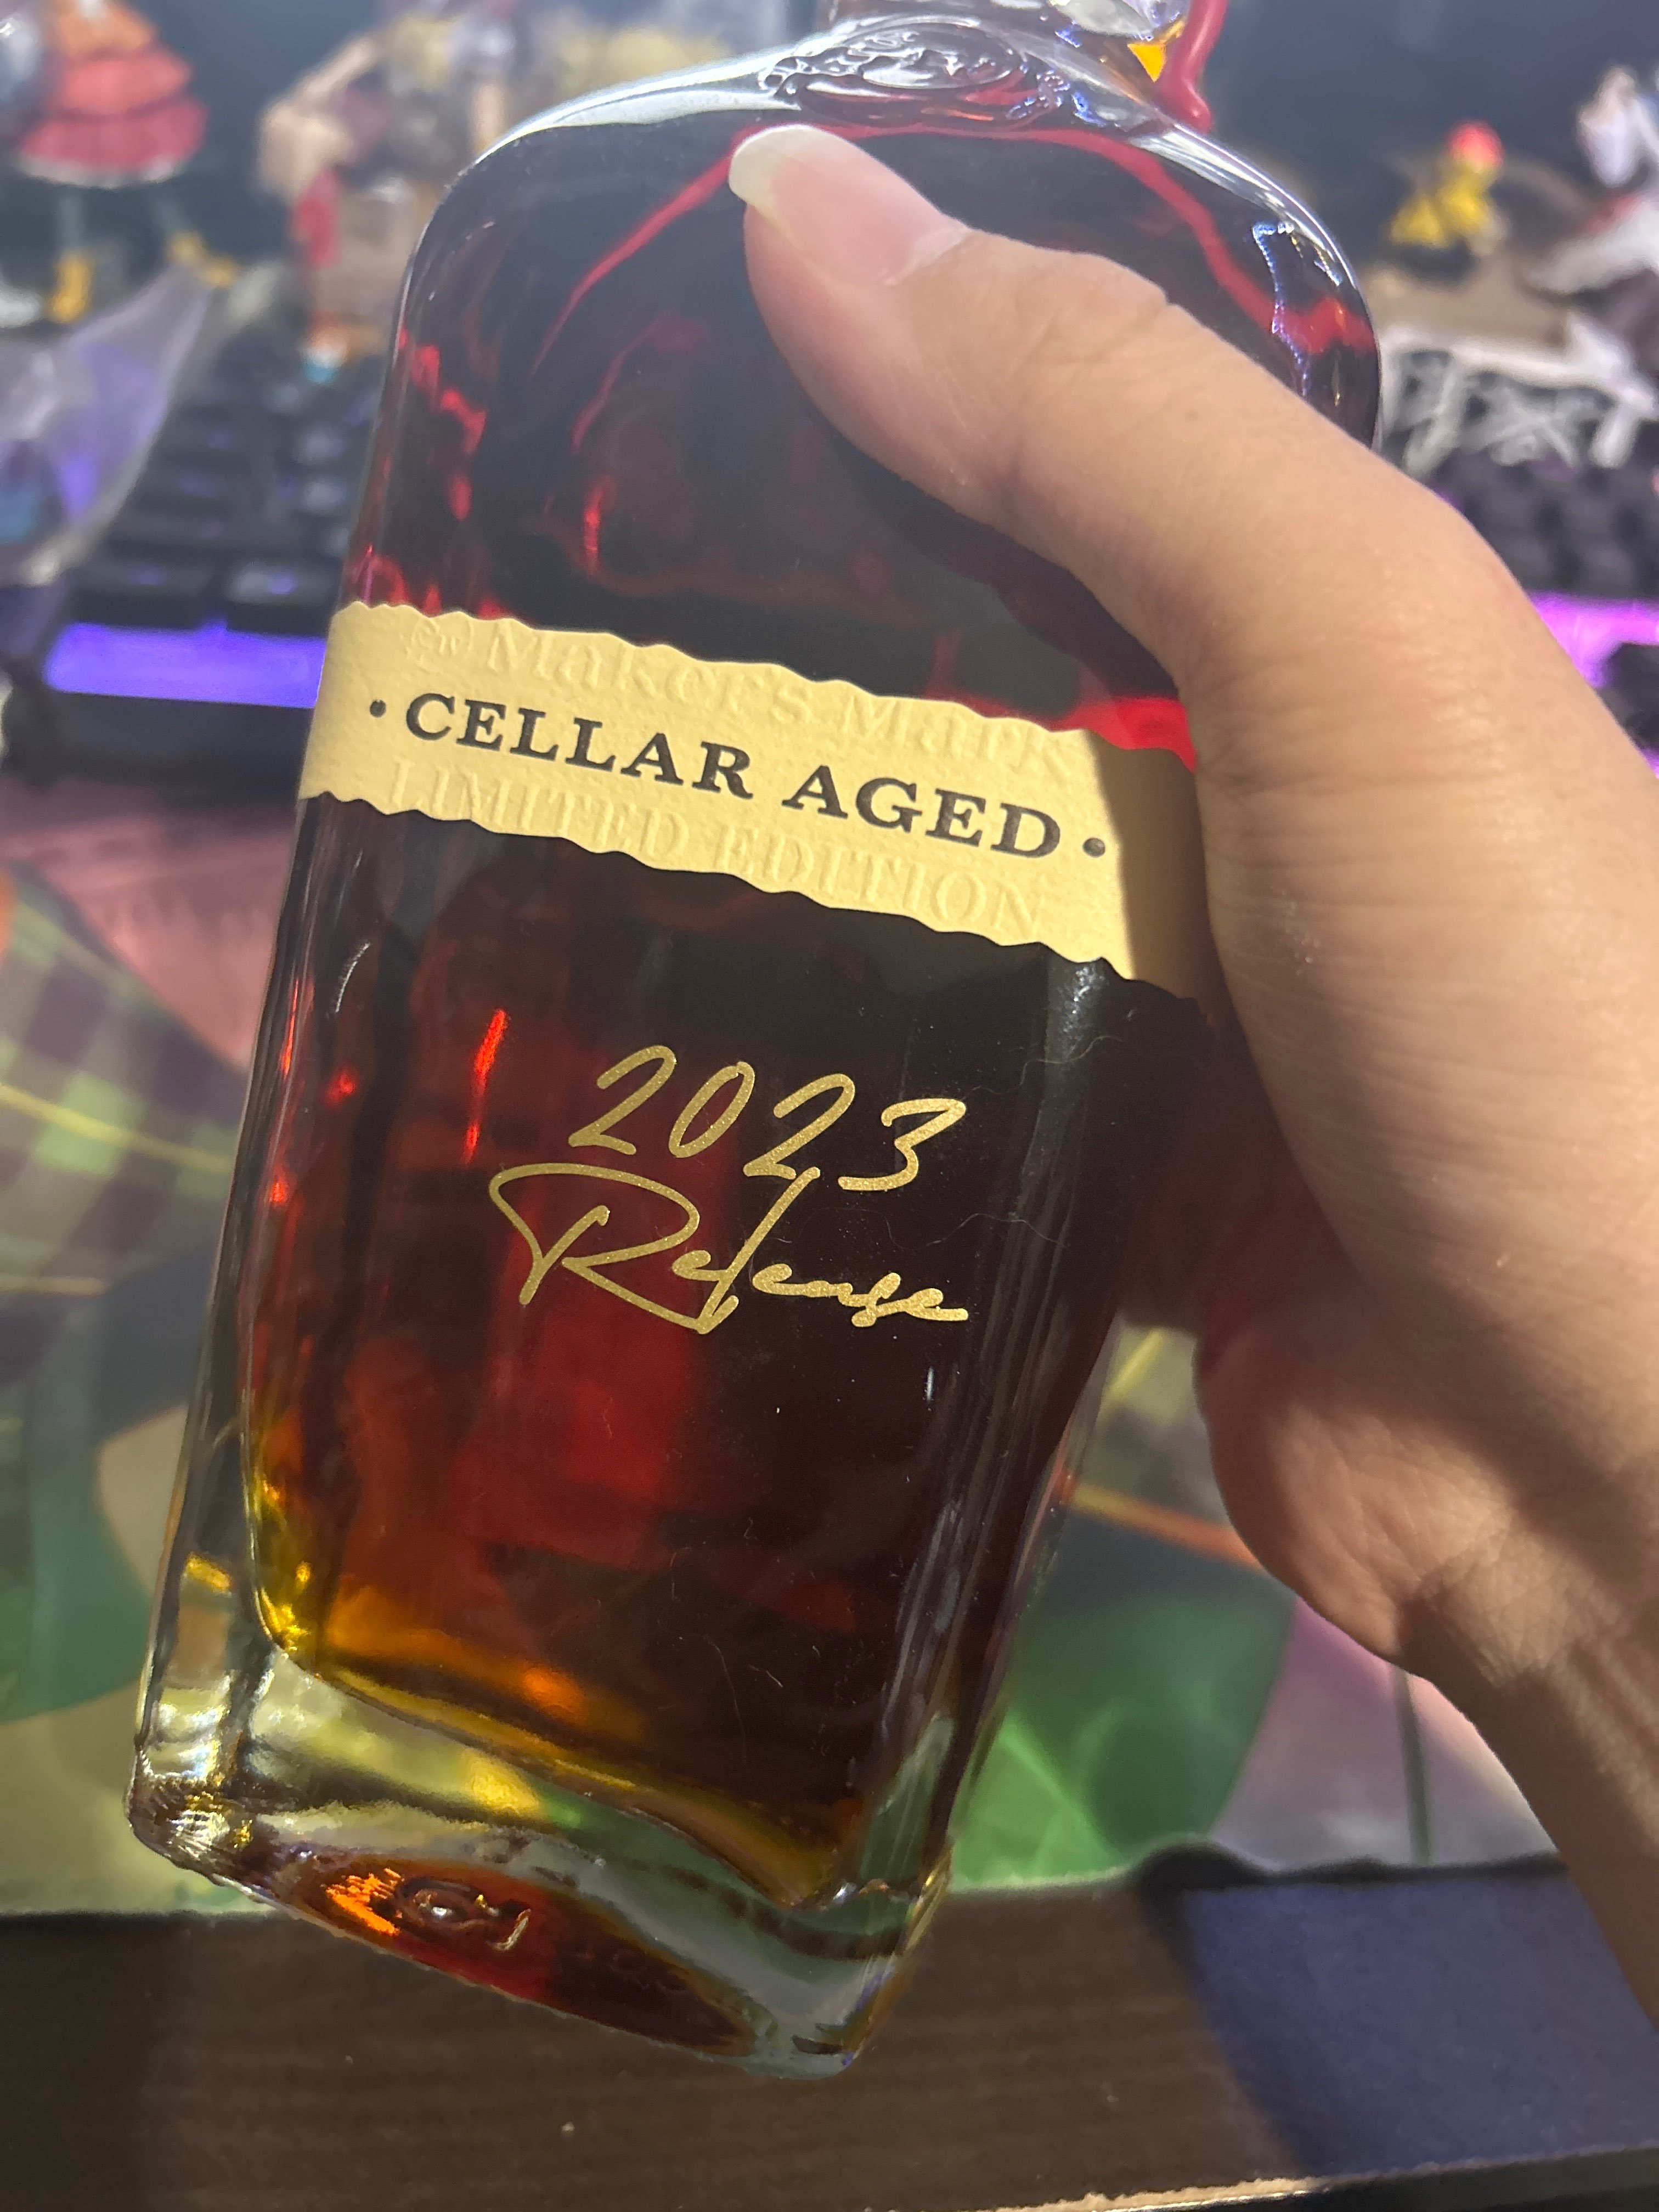 Maker's Mark
• CELLAR AGED •
LIMITED EDITION
2023
Release